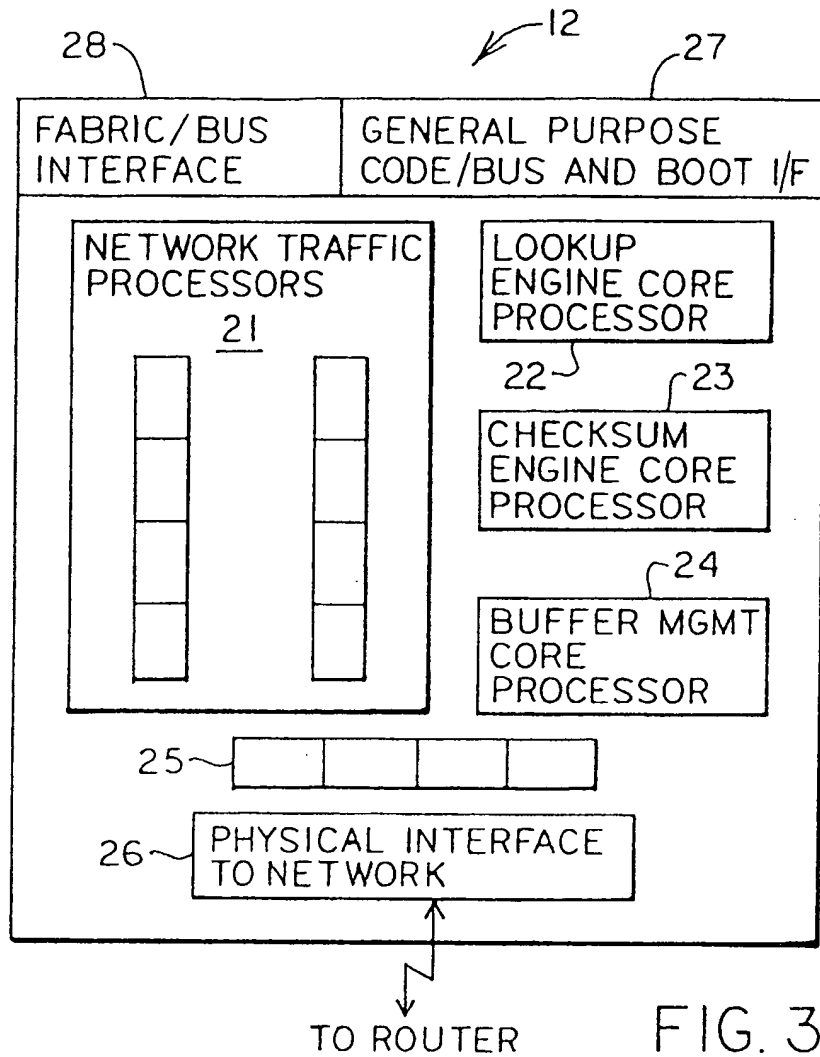 12
28
27
FABRIC/BUS
INTERFACE
GENERAL PURPOSE
CODE/BUS AND BOOT I/F
NETWORK TRAFFIC
PROCESSORS
21
LOOKUP
ENGINE CORE
PROCESSOR
22
23
CHECKSUM
ENGINE CORE
PROCESSOR
24
BUFFER MGMT
CORE
PROCESSOR
25
26
PHYSICAL INTERFACE
TO NETWORK
TO ROUTER
FIG. 3